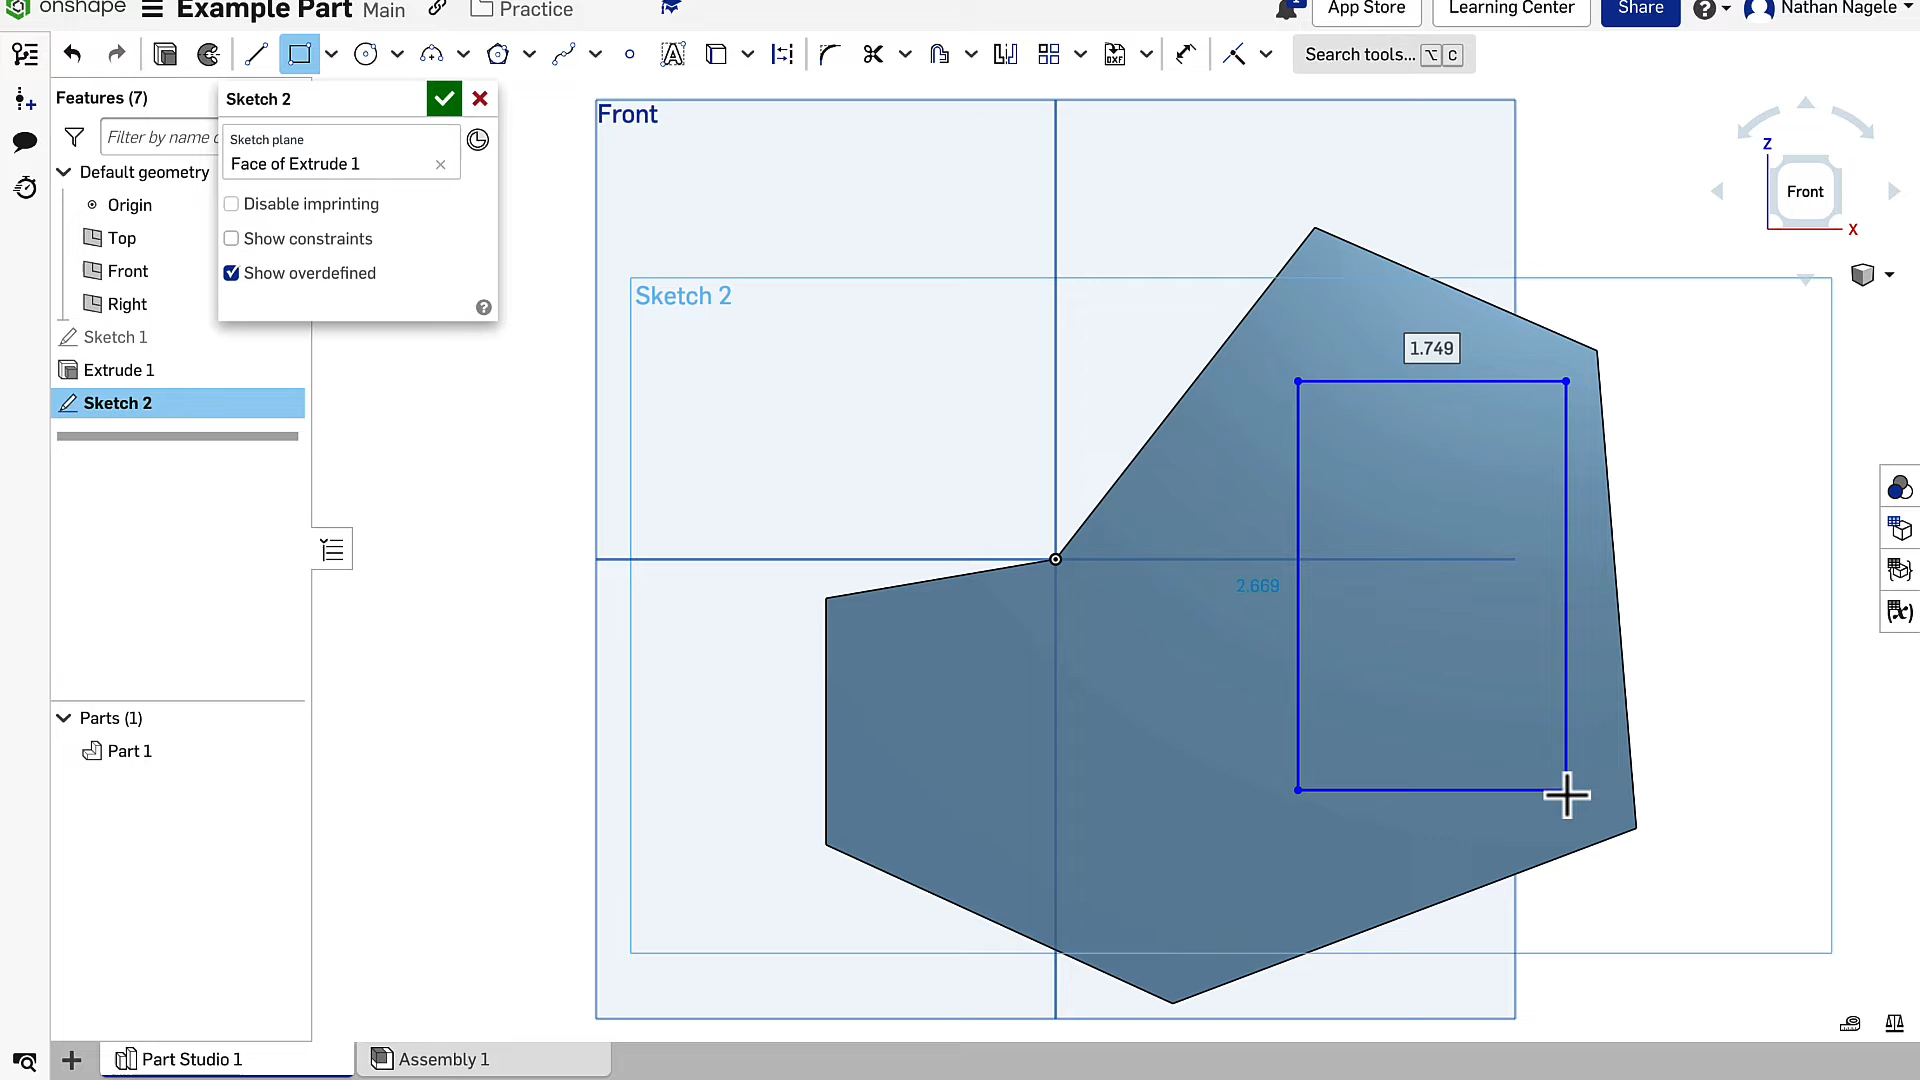 onshape
Example Part Main
Practice
App Store
Learning Center
Share
Nathan Nagele
Search tools... ⌥ C
Features (7)
Filter by name o
Default geometry
Origin
Top
Front
Right
Sketch 1
Extrude 1
Sketch 2
Parts (1)
Part 1
Sketch 2
Sketch plane
Face of Extrude 1
Disable imprinting
Show constraints
Show overdefined
Front
Sketch 2
1.749
2.669
Z
Front
X
DXF
(x)
Part Studio 1
Assembly 1